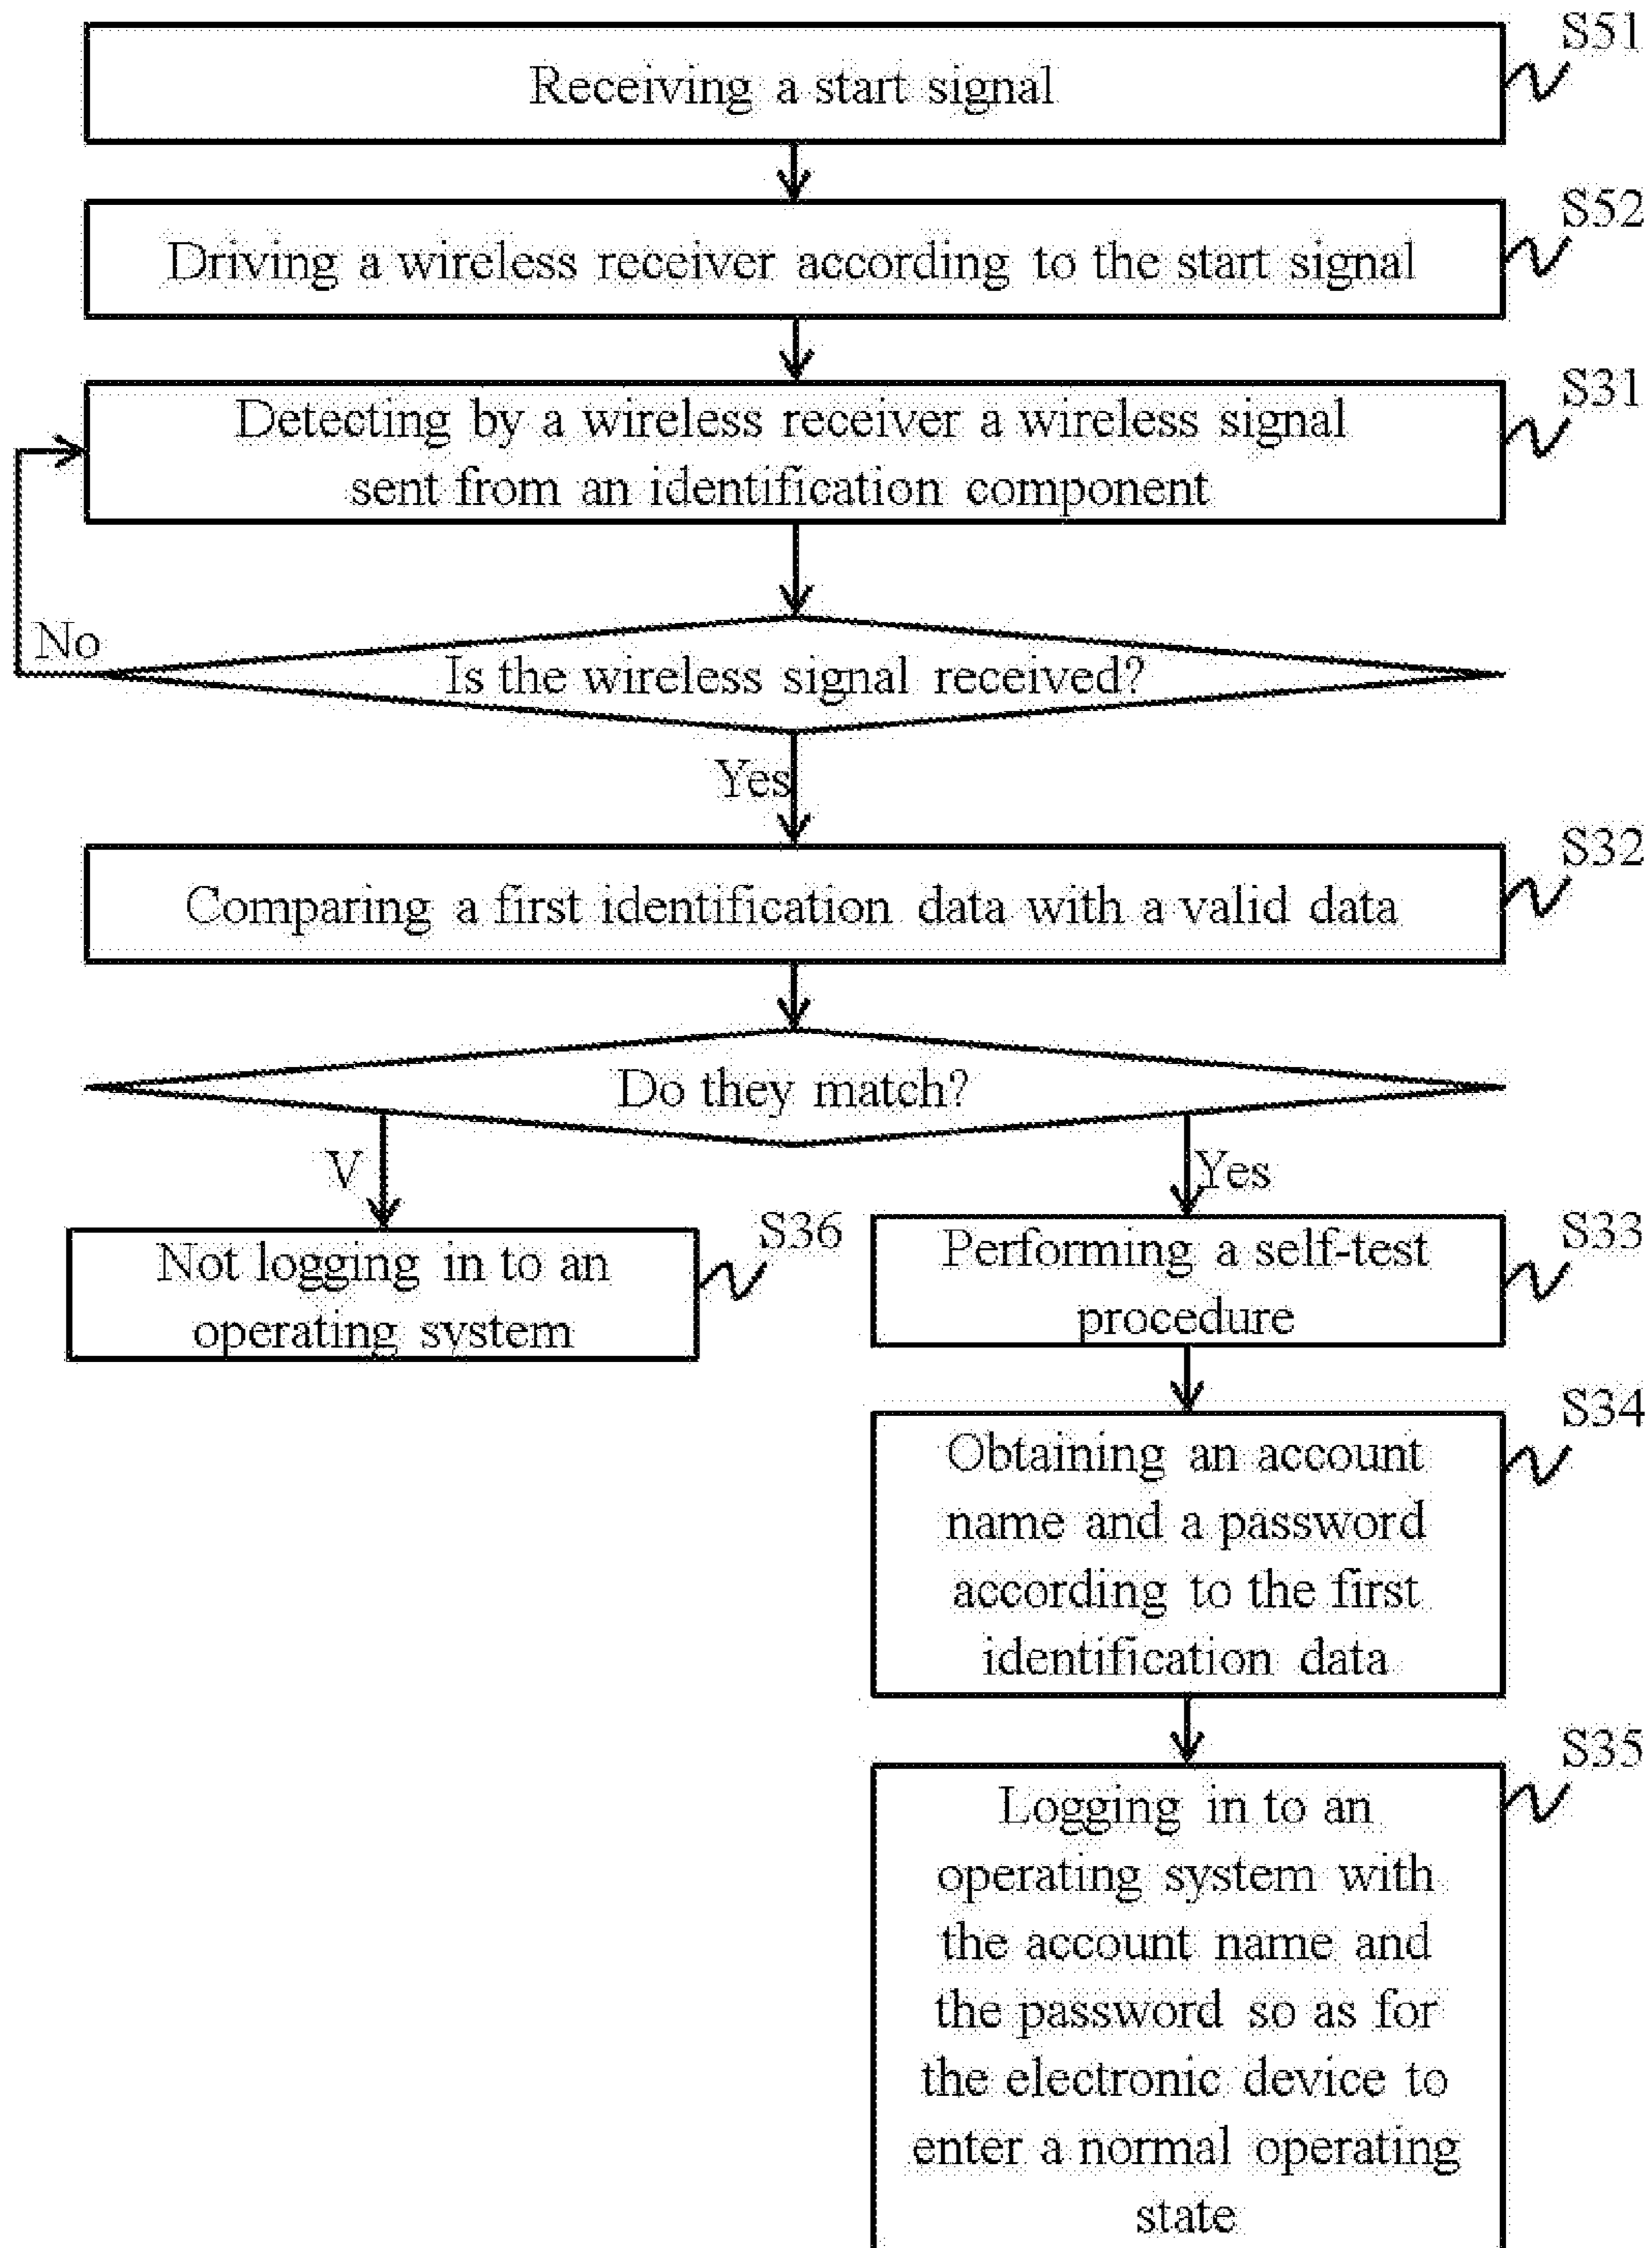 S51
Receiving a start signal
S52
Driving a wireless receiver according to the start signal
S31
Detecting by a wireless receiver a wireless signal
sent from an identification component
No
Is the wireless signal received?
Yes
S32
Comparing a first identification data with a valid data
Do they match?
V
Yes
S36
Not logging in to an
operating system
S33
Performing a self-test
procedure
S34
Obtaining an account
name and a password
according to the first
identification data
S35
Logging in to an
operating system with
the account name and
the password so as for
the electronic device to
enter a normal operating
state